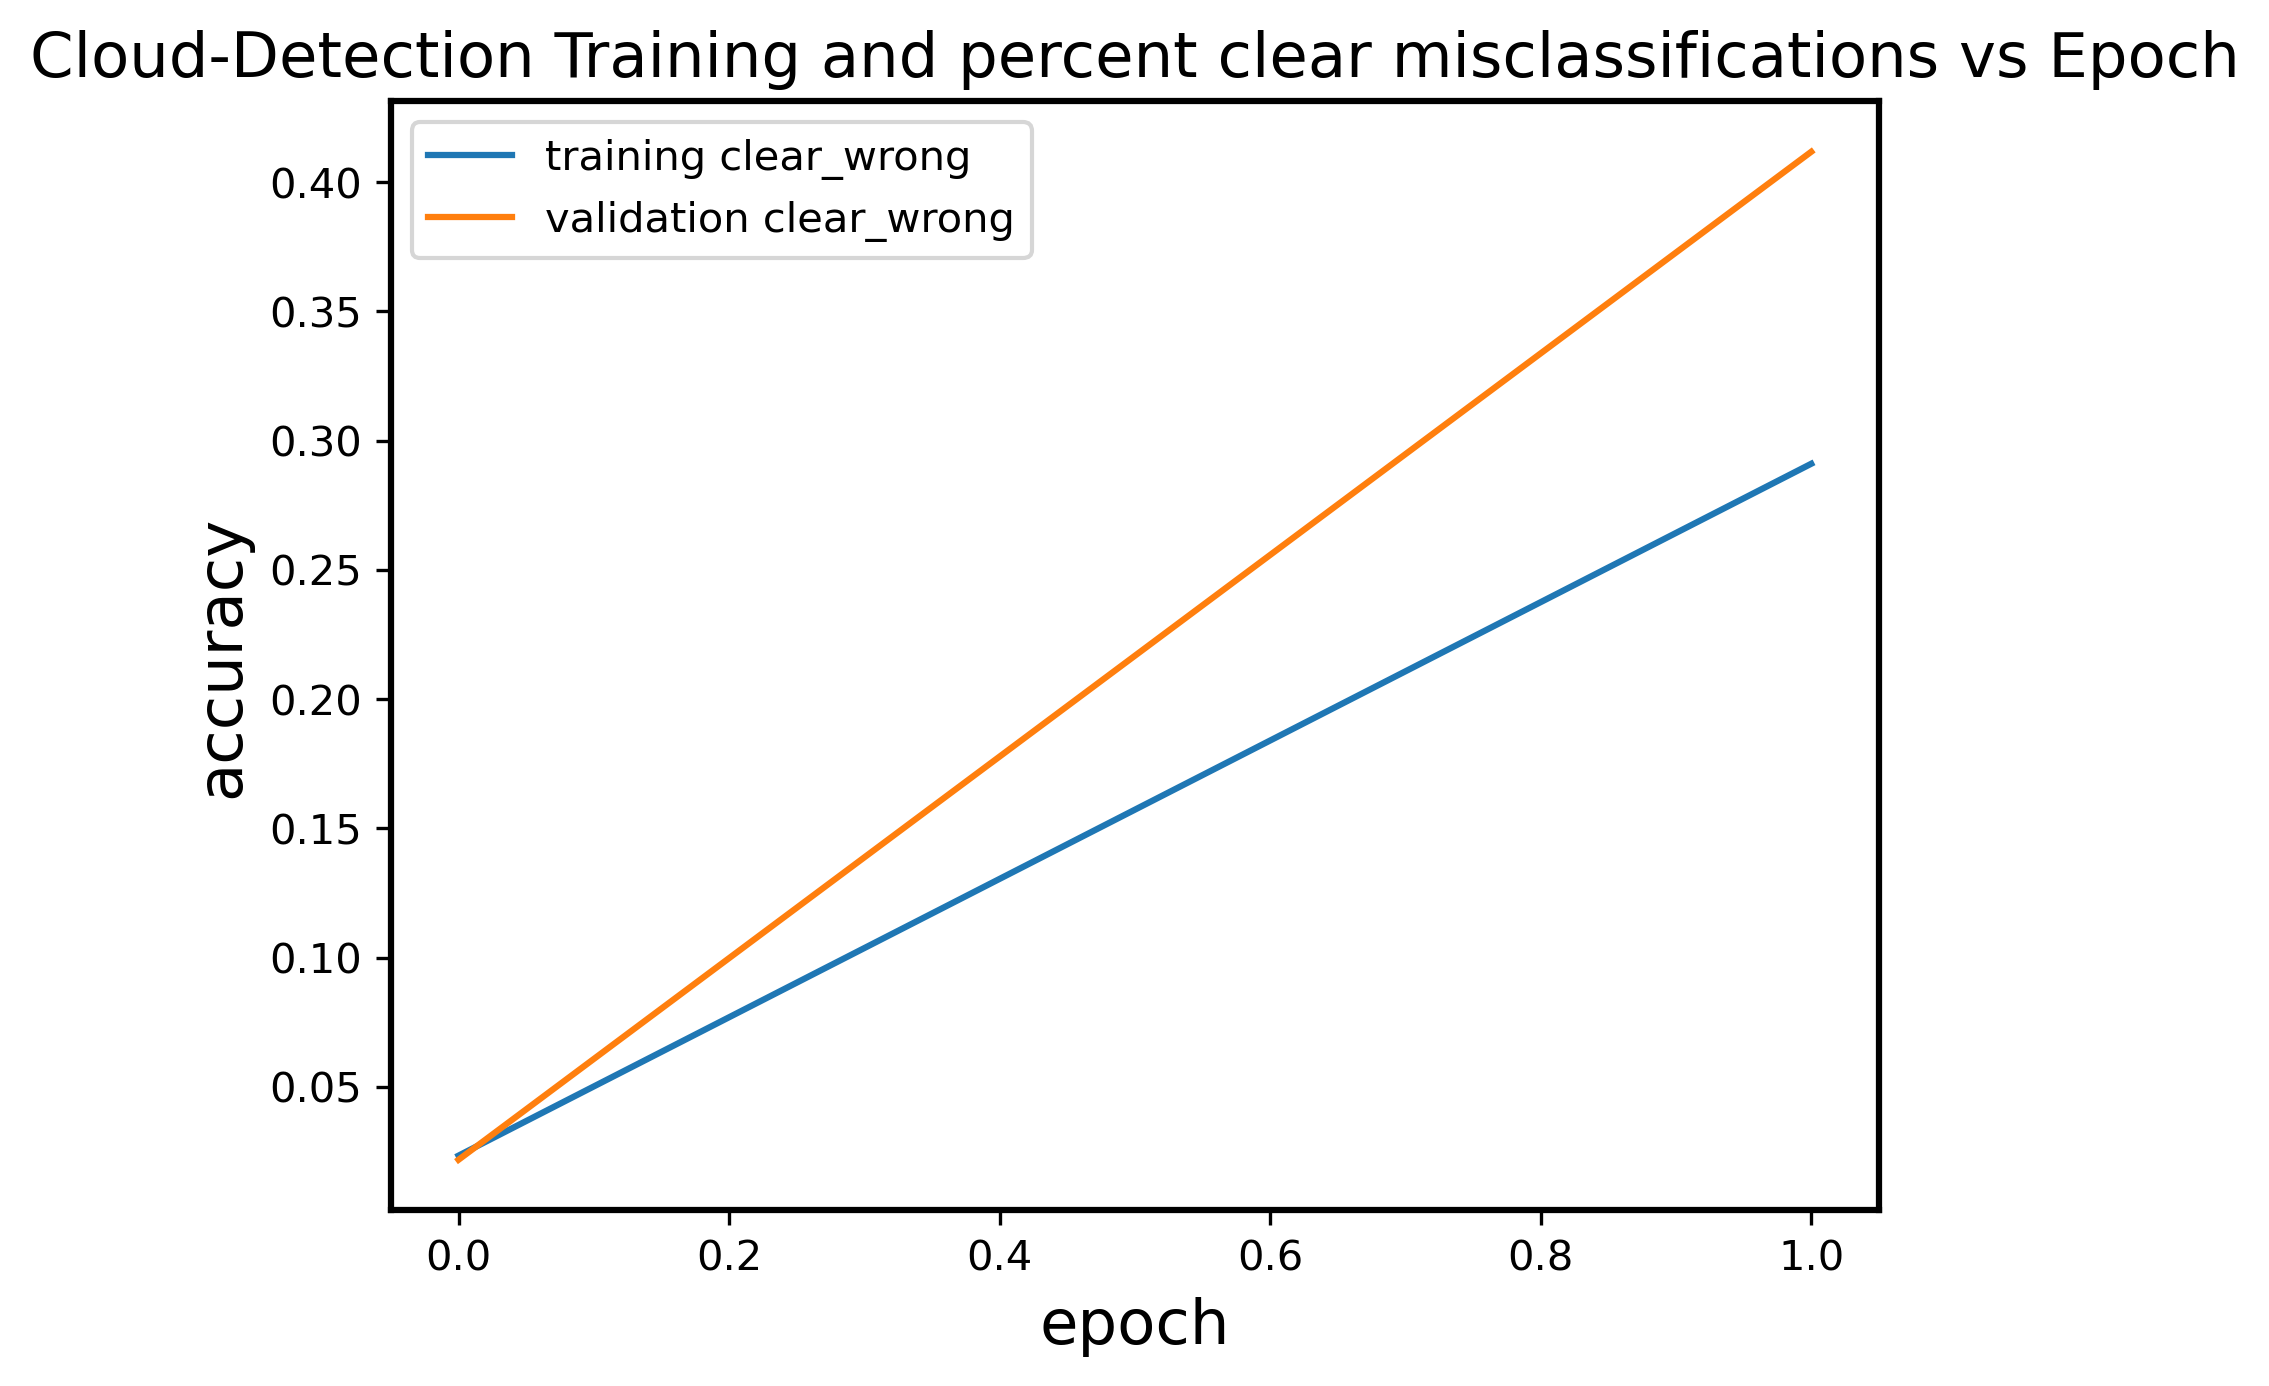 Cloud-Detection Training and percent clear misclassifications vs Epoch
training clear_wrong
validation clear_wrong
0.40
0.35
0.30
0.25
0.20
0.15
0.10
0.05
accuracy
0.0 0.2 0.4 0.6 0.8 1.0
epoch